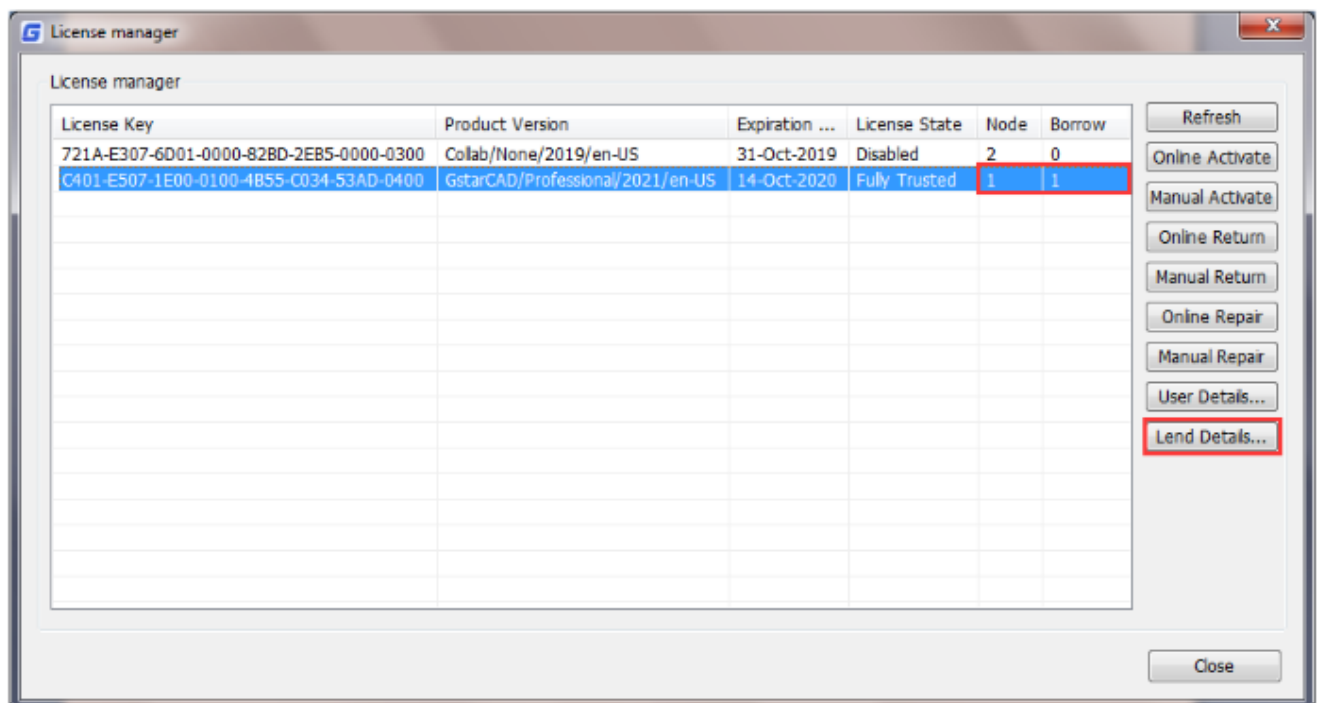 License manager
License manager
License Key Product Version Expiration ... License State Node Borrow
721A-E307-6D01-0000-82BD-2EB5-0000-0300 Collab/None/2019/en-US 31-Oct-2019 Disabled 2 0
C401-E507-1E00-0100-4B55-C034-53AD-0400 GstarCAD/Professional/2021/en-US 14-Oct-2020 Fully Trusted 1 1
Refresh
Online Activate
Manual Activate
Online Return
Manual Return
Online Repair
Manual Repair
User Details...
Lend Details...
Close